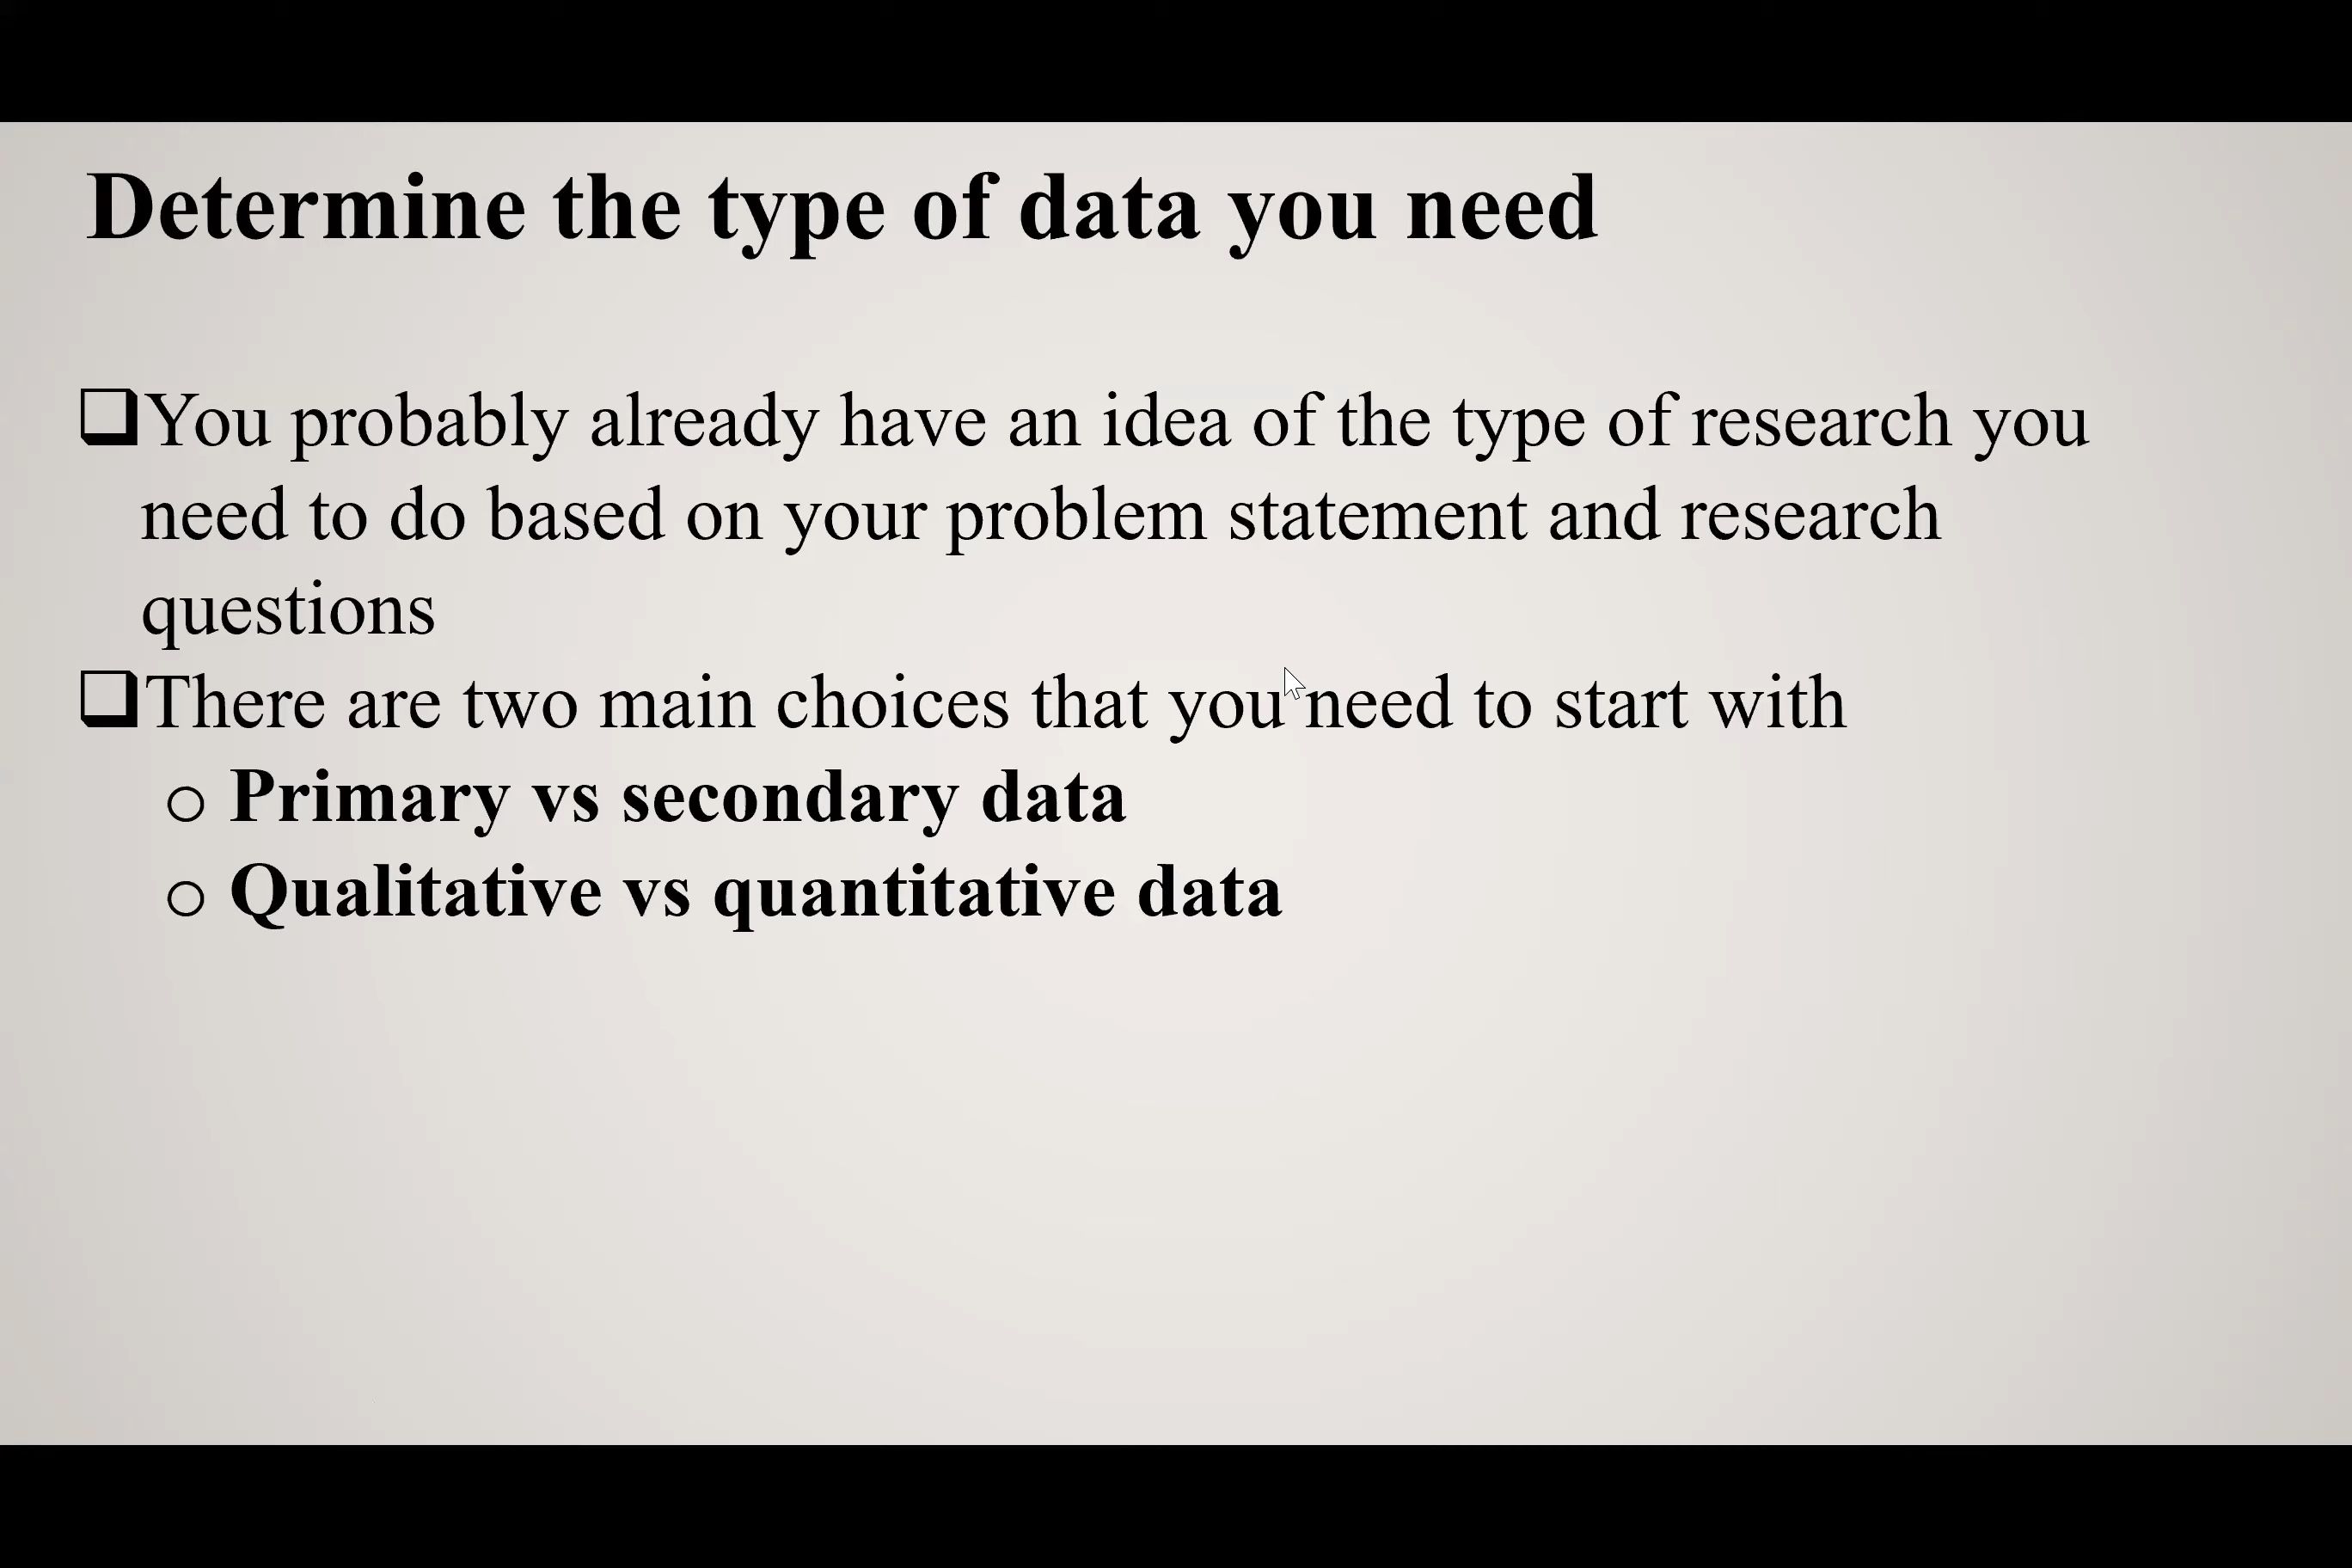 Determine the type of data you need
❑You probably already have an idea of the type of research you
need to do based on your problem statement and research
questions
❑There are two main choices that you need to start with
o Primary vs secondary data
o Qualitative vs quantitative data